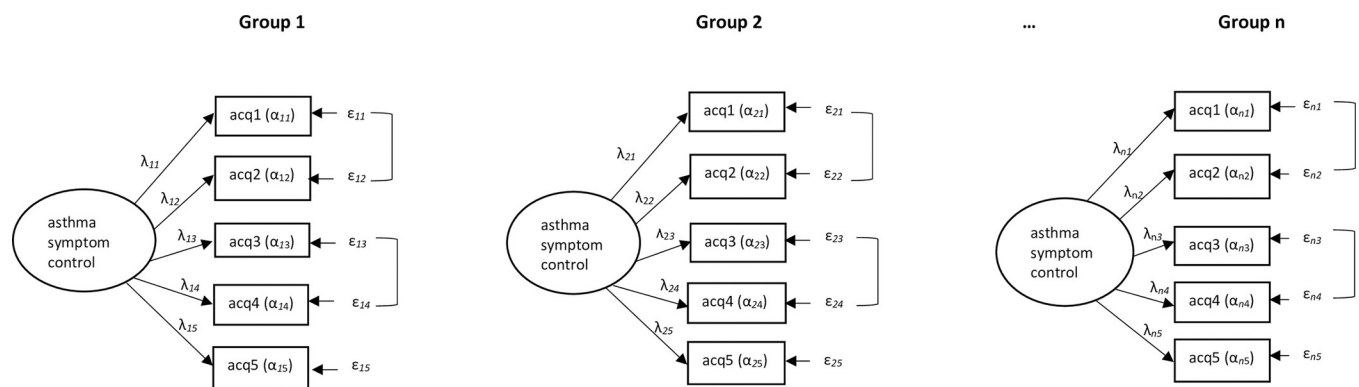 Group 1
Group 2
...
Group n
acq1 (α11)
ε11
λ11
acq2 (α12)
ε12
λ12
asthma
symptom
control
acq3 (α13)
ε13
λ13
acq4 (α14)
ε14
λ14
acq5 (α15)
ε15
λ15
acq1 (α21)
ε21
λ21
acq2 (α22)
ε22
λ22
asthma
symptom
control
acq3 (α23)
ε23
λ23
acq4 (α24)
ε24
λ24
acq5 (α25)
ε25
λ25
acq1 (αn1)
εn1
λn1
acq2 (αn2)
εn2
λn2
asthma
symptom
control
acq3 (αn3)
εn3
λn3
acq4 (αn4)
εn4
λn4
acq5 (αn5)
εn5
λn5